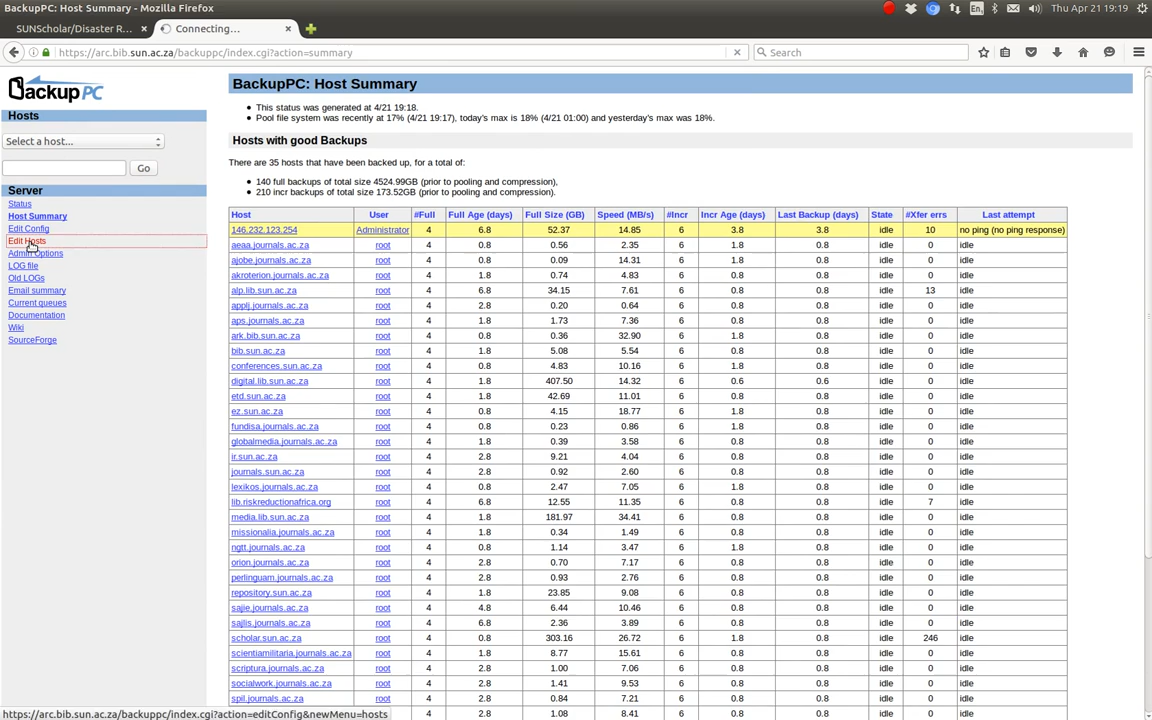 BackupPC: Host Summary - Mozilla Firefox
En
Thu Apr 21 19:19
SUNScholar/Disaster R...
Connecting...
https://arc.bib.sun.ac.za/backuppc/index.cgi?action=summary
Search
BackupPC
Hosts
Select a host...
Go
Server
Status
Host Summary
Edit Config
Edit Hosts
Admin Options
LOG file
Old LOGs
Email summary
Current queues
Documentation
Wiki
SourceForge
BackupPC: Host Summary
This status was generated at 4/21 19:18.
Pool file system was recently at 17% (4/21 19:17), today's max is 18% (4/21 01:00) and yesterday's max was 18%.
Hosts with good Backups
There are 35 hosts that have been backed up, for a total of:
140 full backups of total size 4524.99GB (prior to pooling and compression),
210 incr backups of total size 173.52GB (prior to pooling and compression).
Host User #Full Full Age (days) Full Size (GB) Speed (MB/s) #Incr Incr Age (days) Last Backup (days) State #Xfer errs Last attempt
146.232.123.254 Administrator 4 6.8 52.37 14.85 6 3.8 3.8 idle 10 no ping (no ping response)
aeaa.journals.ac.za root 4 0.8 0.56 2.35 6 1.8 0.8 idle 0 idle
ajobe.journals.ac.za root 4 0.8 0.09 14.31 6 1.8 0.8 idle 0 idle
akroterion.journals.ac.za root 4 1.8 0.74 4.83 6 0.8 0.8 idle 0 idle
alp.lib.sun.ac.za root 4 6.8 34.15 7.61 6 0.8 0.8 idle 13 idle
applj.journals.ac.za root 4 2.8 0.20 0.64 6 0.8 0.8 idle 0 idle
aps.journals.ac.za root 4 1.8 1.73 7.36 6 0.8 0.8 idle 0 idle
ark.bib.sun.ac.za root 4 0.8 0.36 32.90 6 1.8 0.8 idle 0 idle
bib.sun.ac.za root 4 1.8 5.08 5.54 6 0.8 0.8 idle 0 idle
conferences.sun.ac.za root 4 0.8 4.83 10.16 6 1.8 0.8 idle 0 idle
digital.lib.sun.ac.za root 4 1.8 407.50 14.32 6 0.6 0.6 idle 0 idle
etd.sun.ac.za root 4 1.8 42.69 11.01 6 0.8 0.8 idle 0 idle
ez.sun.ac.za root 4 0.8 4.15 18.77 6 1.8 0.8 idle 0 idle
fundisa.journals.ac.za root 4 0.8 0.23 0.86 6 1.8 0.8 idle 0 idle
globalmedia.journals.ac.za root 4 1.8 0.39 3.58 6 0.8 0.8 idle 0 idle
ir.sun.ac.za root 4 2.8 9.21 4.04 6 0.8 0.8 idle 0 idle
journals.sun.ac.za root 4 2.8 0.92 2.60 6 0.8 0.8 idle 0 idle
lexikos.journals.ac.za root 4 0.8 2.47 7.05 6 1.8 0.8 idle 0 idle
lib.riskreductionafrica.org root 4 6.8 12.55 11.35 6 0.8 0.8 idle 7 idle
media.lib.sun.ac.za root 4 1.8 181.97 34.41 6 0.8 0.8 idle 0 idle
missionalia.journals.ac.za root 4 1.8 0.34 1.49 6 0.8 0.8 idle 0 idle
ngtt.journals.ac.za root 4 0.8 1.14 3.47 6 1.8 0.8 idle 0 idle
orion.journals.ac.za root 4 2.8 0.70 7.17 6 0.8 0.8 idle 0 idle
perlinguam.journals.ac.za root 4 2.8 0.93 2.76 6 0.8 0.8 idle 0 idle
repository.sun.ac.za root 4 1.8 23.85 9.08 6 0.8 0.8 idle 0 idle
sajie.journals.ac.za root 4 4.8 6.44 10.46 6 0.8 0.8 idle 0 idle
sajlis.journals.ac.za root 4 6.8 2.36 3.89 6 0.8 0.8 idle 0 idle
scholar.sun.ac.za root 4 0.8 303.16 26.72 6 1.8 0.8 idle 246 idle
scientiamilitaria.journals.ac.za root 4 1.8 8.77 15.61 6 0.8 0.8 idle 0 idle
scriptura.journals.ac.za root 4 2.8 1.00 7.06 6 0.8 0.8 idle 0 idle
socialwork.journals.ac.za root 4 2.8 1.41 9.53 6 0.8 0.8 idle 0 idle
spil.journals.ac.za root 4 2.8 0.84 7.21 6 0.8 0.8 idle 0 idle
4 2.8 1.08 8.41 6 0.8 0.8 idle 0 idle
https://arc.bib.sun.ac.za/backuppc/index.cgi?action=editConfig&newMenu=hosts